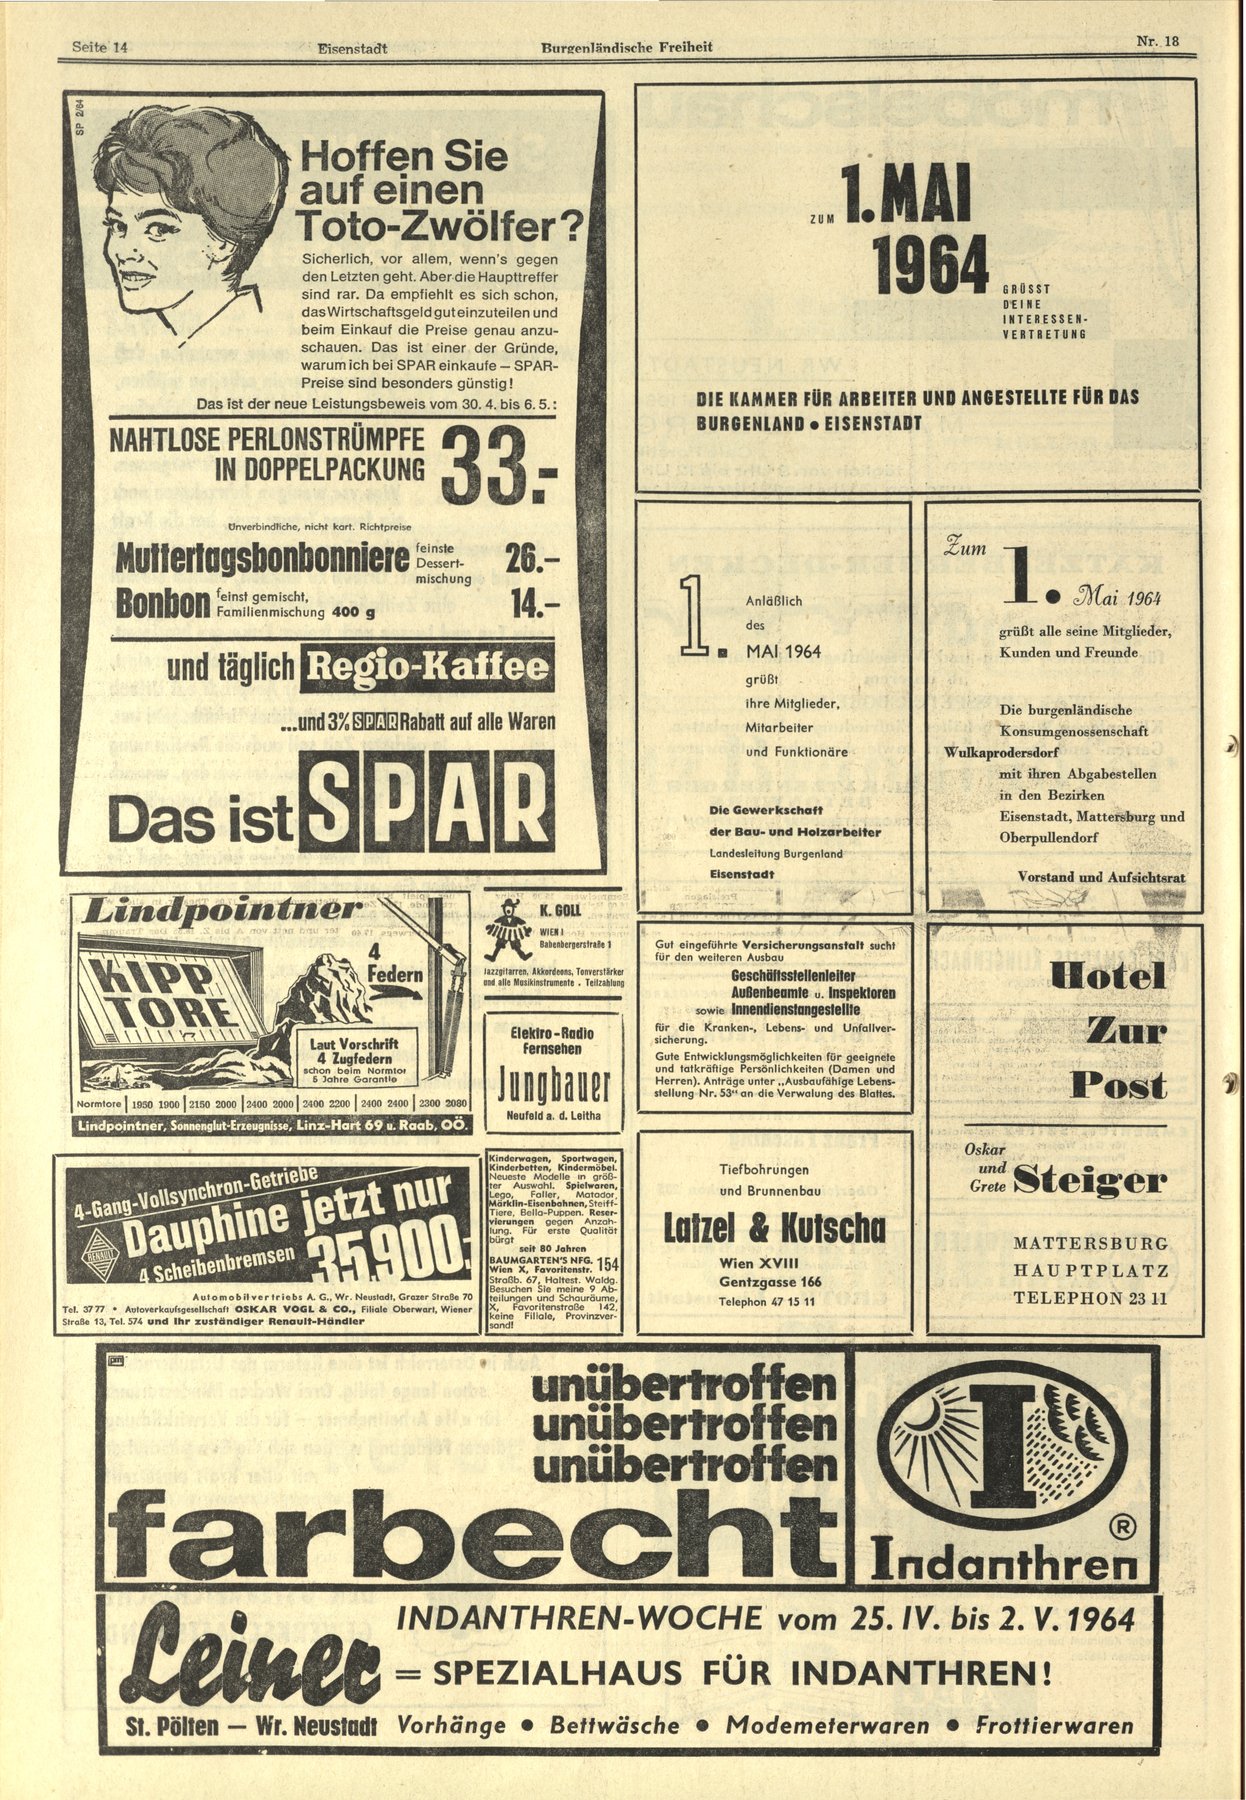 Seite 14
Eisenstadt
Burgenländische Freiheit
Nr. 18
SP 2/64
Hoffen Sie
auf einen
Toto-Zwölfer?
Sicherlich, vor allem, wenn's gegen
den Letzten geht. Aber die Haupttreffer
sind rar. Da empfiehlt es sich schon,
das Wirtschaftsgeld gut einzuteilen und
beim Einkauf die Preise genau anzu-
schauen. Das ist einer der Gründe,
warum ich bei SPAR einkaufe – SPAR-
Preise sind besonders günstig!
Das ist der neue Leistungsbeweis vom 30. 4. bis 6. 5.:
NAHTLOSE PERLONSTRÜMPFE
IN DOPPELPACKUNG 33.-
Unverbindliche, nicht kart. Richtpreise
Muttertagsbonbonniere feinste
Dessert-
mischung 26.–
Bonbon feinst gemischt,
Familienmischung 400 g 14.–
und täglich Regio-Kaffee
...und 3% SPAR Rabatt auf alle Waren
Das ist SPAR
ZUM 1. MAI
1964
GRÜSST
DEINE
INTERESSEN-
VERTRETUNG
DIE KAMMER FÜR ARBEITER UND ANGESTELLTE FÜR DAS
BURGENLAND ● EISENSTADT
1.
Anläßlich
des
MAI 1964
grüßt
ihre Mitglieder,
Mitarbeiter
und Funktionäre
Die Gewerkschaft
der Bau- und Holzarbeiter
Landesleitung Burgenland
Eisenstadt
Zum 1. Mai 1964
grüßt alle seine Mitglieder,
Kunden und Freunde
Die burgenländische
Konsumgenossenschaft
Wulkaprodersdorf
mit ihren Abgabestellen
in den Bezirken
Eisenstadt, Mattersburg und
Oberpullendorf
Vorstand und Aufsichtsrat
Lindpointner
KIPP
TORE
4
Federn
Laut Vorschrift
4 Zugfedern
schon beim Normtor
5 Jahre Garantie
Normtore | 1950 1900 | 2150 2000 | 2400 2000 | 2400 2200 | 2400 2400 | 2300 2080
Lindpointner, Sonnenglut-Erzeugnisse, Linz-Hart 69 u. Raab, OÖ.
K. GOLL
WIEN I
Babenbergerstraße 1
Jazzgitarren, Akkordeons, Tonverstärker
und alle Musikinstrumente . Teilzahlung
Elektro-Radio
Fernsehen
Jungbauer
Neufeld a. d. Leitha
Gut eingeführte Versicherungsanstalt sucht
für den weiteren Ausbau
Geschäftsstellenleiter
Außenbeamte u. Inspektoren
sowie Innendienstangestellte
für die Kranken-, Lebens- und Unfallver-
sicherung.
Gute Entwicklungsmöglichkeiten für geeignete
und tatkräftige Persönlichkeiten (Damen und
Herren). Anträge unter „Ausbaufähige Lebens-
stellung Nr. 53“ an die Verwaltung des Blattes.
Hotel
Zur
Post
Oskar
und
Grete Steiger
MATTERSBURG
HAUPTPLATZ
TELEPHON 23 11
4-Gang-Vollsynchron-Getriebe
RENAULT
Dauphine jetzt nur
4 Scheibenbremsen 35.900.-
Automobilvertriebs A. G., Wr. Neustadt, Grazer Straße 70
Tel. 37 77 • Autoverkaufsgesellschaft OSKAR VOGL & CO., Filiale Oberwart, Wiener
Straße 13, Tel. 574 und Ihr zuständiger Renault-Händler
Kinderwagen, Sportwagen,
Kinderbetten, Kindermöbel.
Neueste Modelle in größ-
ter Auswahl. Spielwaren,
Lego, Faller, Matador,
Märklin-Eisenbahnen, Steiff-
Tiere, Bella-Puppen. Reser-
vierungen gegen Anzah-
lung. Für erste Qualität
bürgt
seit 80 Jahren
BAUMGARTEN'S NFG.
Wien X, Favoritenstr. 154
Straßb. 67, Haltest. Waldg.
Besuchen Sie meine 9 Ab-
teilungen und Schauräume,
X, Favoritenstraße 142,
keine Filiale, Provinzver-
sand!
Tiefbohrungen
und Brunnenbau
Latzel & Kutscha
Wien XVIII
Gentzgasse 166
Telephon 47 15 11
pm
unübertroffen
unübertroffen
unübertroffen
farbecht
I
®
Indanthren
Leiner
INDANTHREN-WOCHE vom 25. IV. bis 2. V. 1964
= SPEZIALHAUS FÜR INDANTHREN!
St. Pölten — Wr. Neustadt Vorhänge ● Bettwäsche ● Modemeterwaren ● Frottierwaren